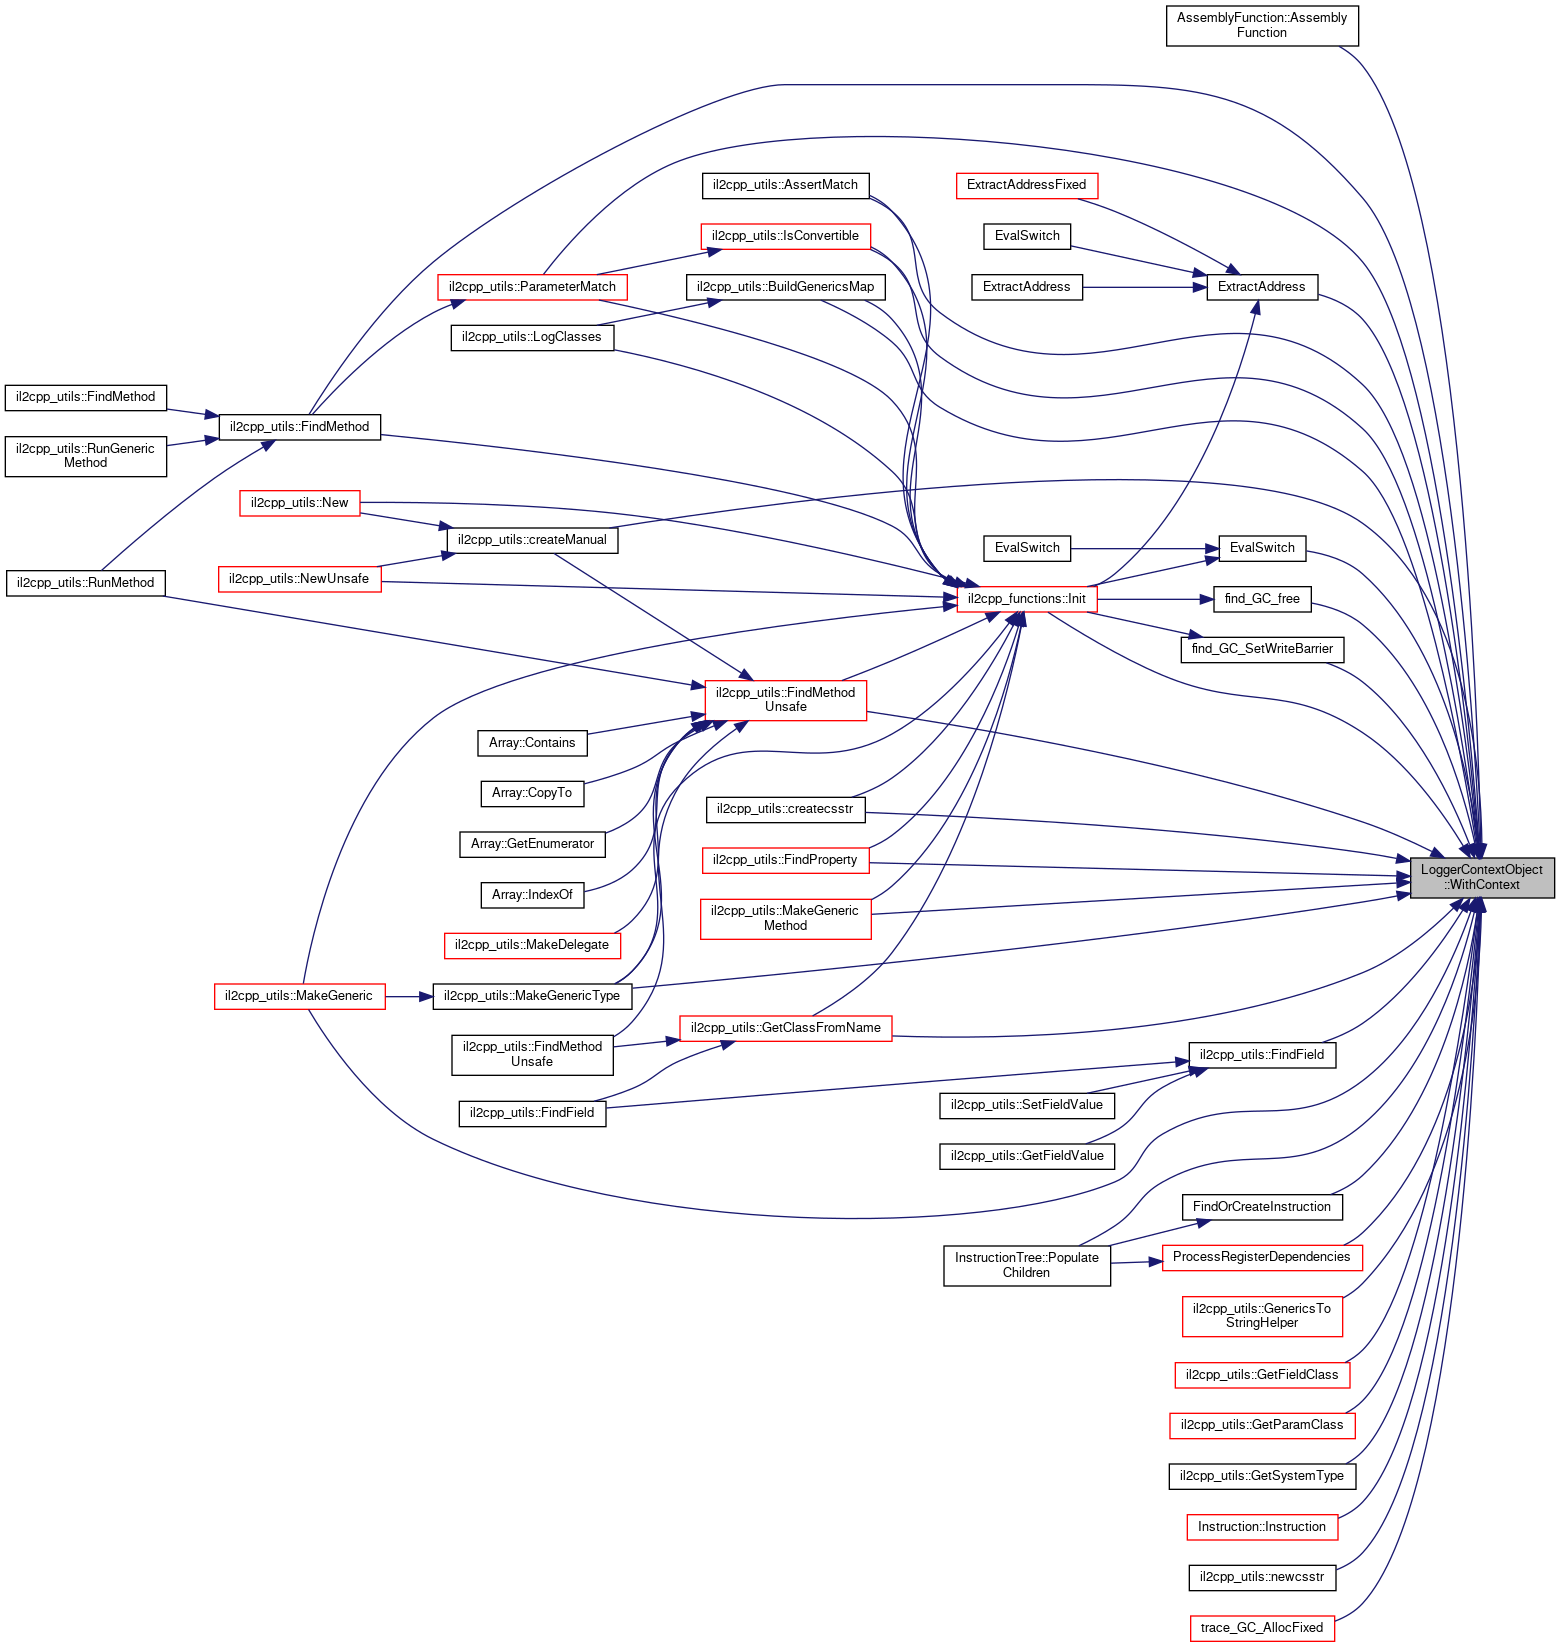 AssemblyFunction::Assembly
Function
il2cpp_utils::AssertMatch
ExtractAddressFixed
il2cpp_utils::IsConvertible
EvalSwitch
il2cpp_utils::ParameterMatch
il2cpp_utils::BuildGenericsMap
ExtractAddress
ExtractAddress
il2cpp_utils::LogClasses
il2cpp_utils::FindMethod
il2cpp_utils::FindMethod
il2cpp_utils::RunGeneric
Method
il2cpp_utils::New
il2cpp_utils::createManual
EvalSwitch
EvalSwitch
il2cpp_utils::NewUnsafe
il2cpp_utils::RunMethod
il2cpp_functions::Init
find_GC_free
find_GC_SetWriteBarrier
il2cpp_utils::FindMethod
Unsafe
Array::Contains
Array::CopyTo
il2cpp_utils::createcsstr
Array::GetEnumerator
il2cpp_utils::FindProperty
LoggerContextObject
::WithContext
Array::IndexOf
il2cpp_utils::MakeGeneric
Method
il2cpp_utils::MakeDelegate
il2cpp_utils::MakeGeneric
il2cpp_utils::MakeGenericType
il2cpp_utils::GetClassFromName
il2cpp_utils::FindMethod
Unsafe
il2cpp_utils::FindField
il2cpp_utils::FindField
il2cpp_utils::SetFieldValue
il2cpp_utils::GetFieldValue
FindOrCreateInstruction
InstructionTree::Populate
Children
ProcessRegisterDependencies
il2cpp_utils::GenericsTo
StringHelper
il2cpp_utils::GetFieldClass
il2cpp_utils::GetParamClass
il2cpp_utils::GetSystemType
Instruction::Instruction
il2cpp_utils::newcsstr
trace_GC_AllocFixed